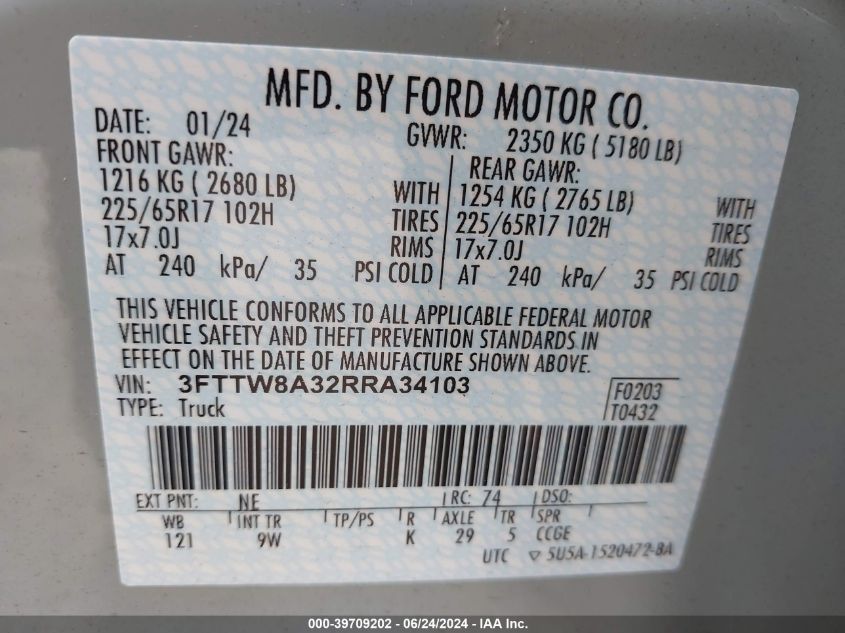 MFD. BY FORD MOTOR CO.
DATE: 01/24 GVWR: 2350 KG ( 5180 LB)
FRONT GAWR: REAR GAWR:
1216 KG ( 2680 LB) WITH 1254 KG ( 2765 LB) WITH
225/65R17 102H TIRES 225/65R17 102H TIRES
17x7.0J RIMS 17x7.0J RIMS
AT 240 kPa/ 35 PSI COLD AT 240 kPa/ 35 PSI COLD
THIS VEHICLE CONFORMS TO ALL APPLICABLE FEDERAL MOTOR
VEHICLE SAFETY AND THEFT PREVENTION STANDARDS IN
EFFECT ON THE DATE OF MANUFACTURE SHOWN ABOVE.
VIN: 3FTTW8A32RRA34103 F0203
TYPE: Truck T0432
EXT PNT: NE RC: 74 DSO:
WB INT TR TP/PS R AXLE TR SPR
121 9W K 29 5 CCGE
UTC ▽ 5U5A-1520472-BA
000-39709202 - 06/24/2024 - IAA Inc.